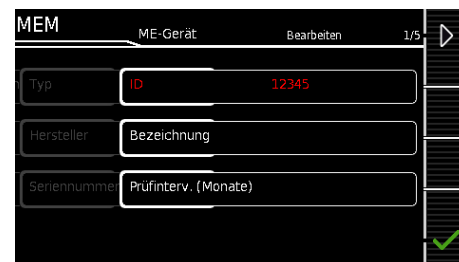 MEM
ME-Gerät Bearbeiten 1/5
Typ ID 12345
Hersteller Bezeichnung
Seriennummer Prüfinterv. (Monate)